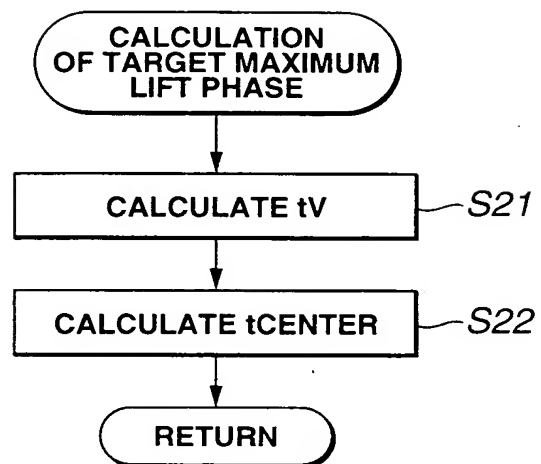 CALCULATION
OF TARGET MAXIMUM
LIFT PHASE
CALCULATE tV
S21
CALCULATE tCENTER
S22
RETURN